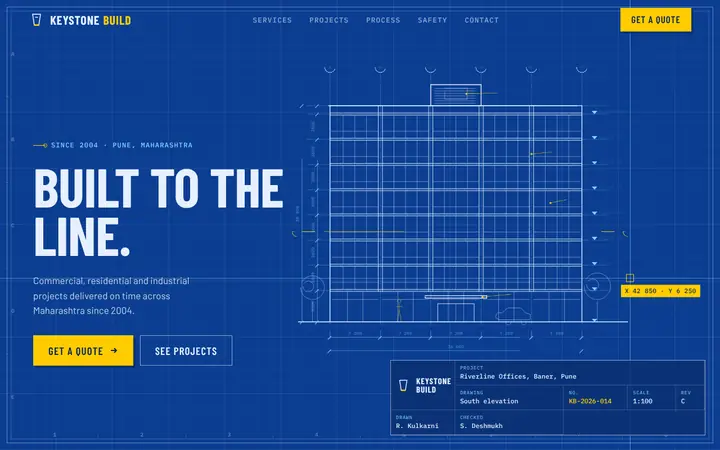 KEYSTONE BUILD
SERVICES PROJECTS PROCESS SAFETY CONTACT
GET A QUOTE
SINCE 2004 · PUNE, MAHARASHTRA
BUILT TO THE
LINE.
Commercial, residential and industrial
projects delivered on time across
Maharashtra since 2004.
GET A QUOTE →
SEE PROJECTS
X 42 850 · Y 6 250
KEYSTONE
BUILD
PROJECT
Riverline Offices, Baner, Pune
DRAWING
South elevation
NO.
KB-2026-014
SCALE
1:100
REV
C
DRAWN
R. Kulkarni
CHECKED
S. Deshmukh